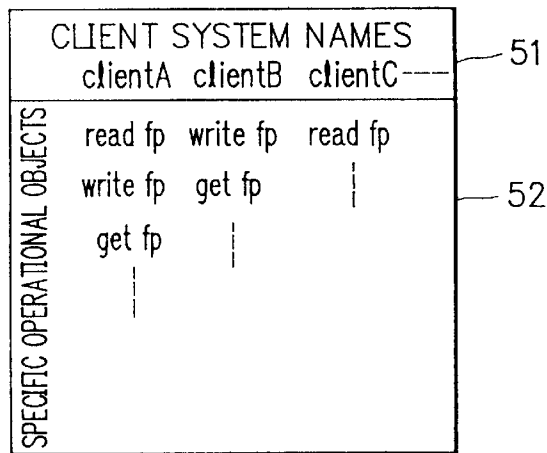 CLIENT SYSTEM NAMES
clientA clientB clientC
51
SPECIFIC OPERATIONAL OBJECTS
read fp write fp read fp
write fp get fp
52
get fp